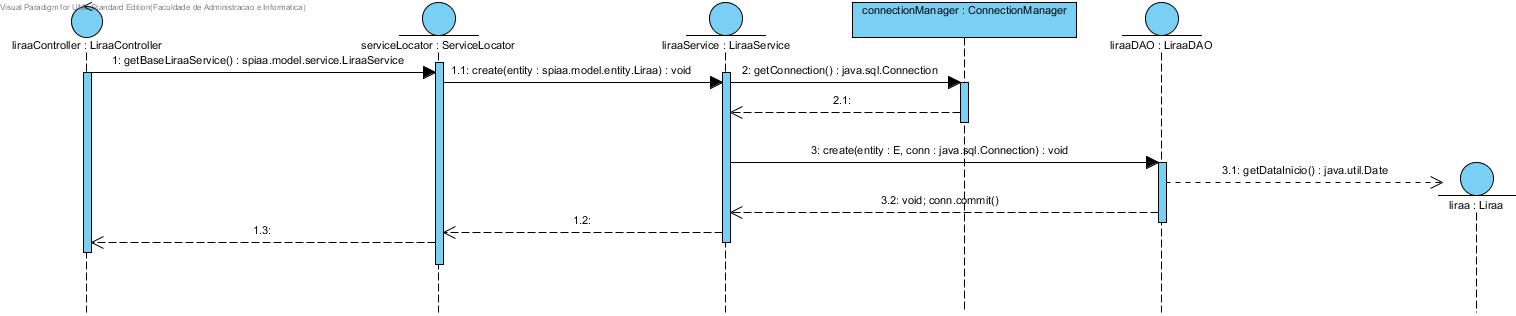 Visual Paradigm for UML Standard Edition(Faculdade de Administracao e Informatica)
liraaController : LiraaController
serviceLocator : ServiceLocator
liraaService : LiraaService
connectionManager : ConnectionManager
liraaDAO : LiraaDAO
1: getBaseLiraaService() : spiaa.model.service.LiraaService
1.1: create(entity : spiaa.model.entity.Liraa) : void
2: getConnection() : java.sql.Connection
2.1:
3: create(entity : E, conn : java.sql.Connection) : void
3.1: getDataInicio() : java.util.Date
liraa : Liraa
3.2: void; conn.commit()
1.2:
1.3: